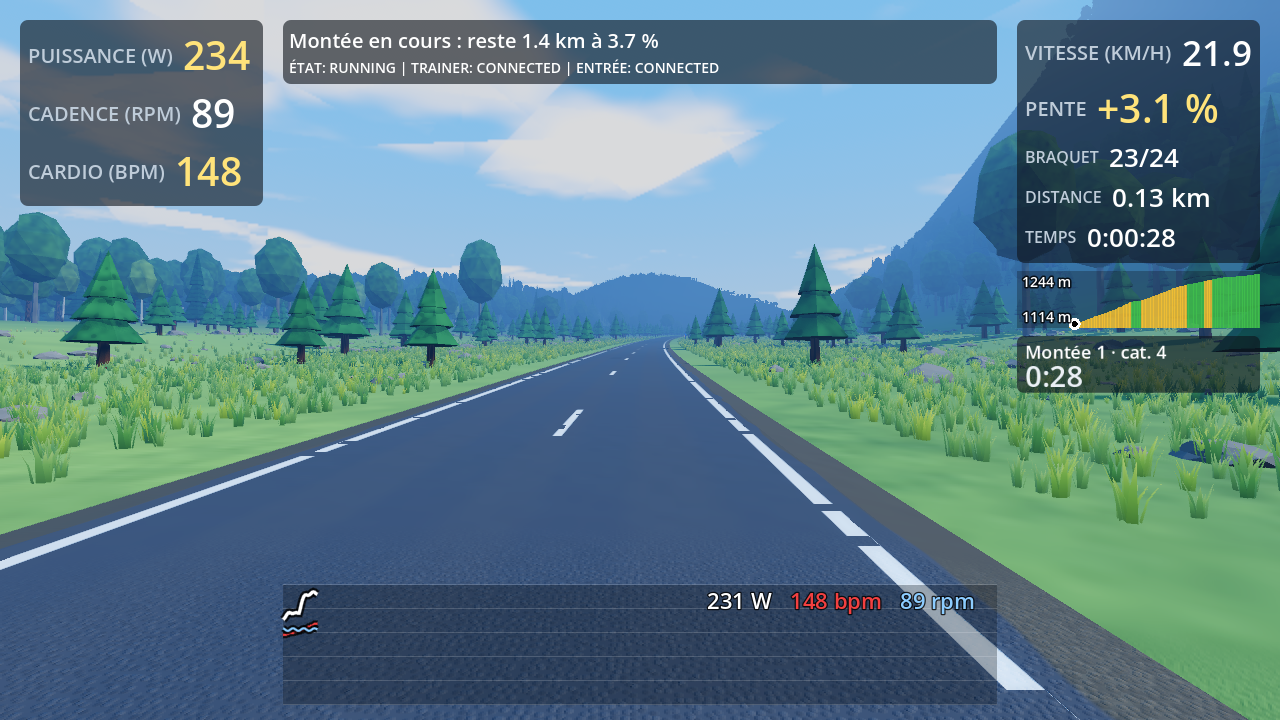 PUISSANCE (W) 234
CADENCE (RPM) 89
CARDIO (BPM) 148
Montée en cours : reste 1.4 km à 3.7 %
ÉTAT: RUNNING | TRAINER: CONNECTED | ENTRÉE: CONNECTED
VITESSE (KM/H) 21.9
PENTE +3.1 %
BRAQUET 23/24
DISTANCE 0.13 km
TEMPS 0:00:28
1244 m
1114 m
Montée 1 · cat. 4
0:28
231 W 148 bpm 89 rpm